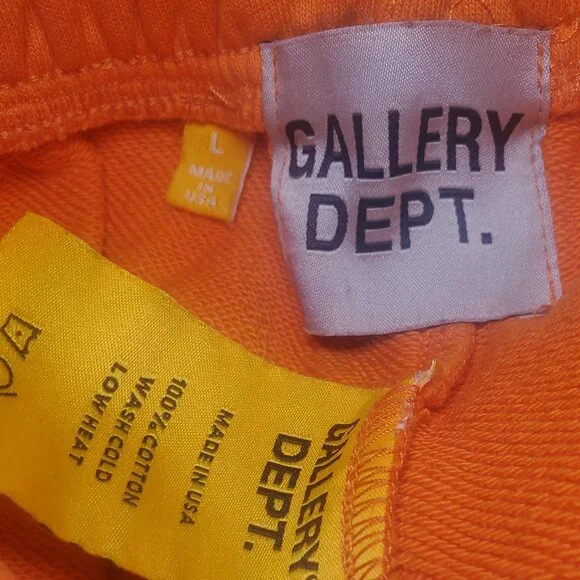 GALLERY
DEPT.
L
MADE
IN
USA
GALLERY
DEPT.
MADE IN USA
100% COTTON
WASH COLD
LOW HEAT